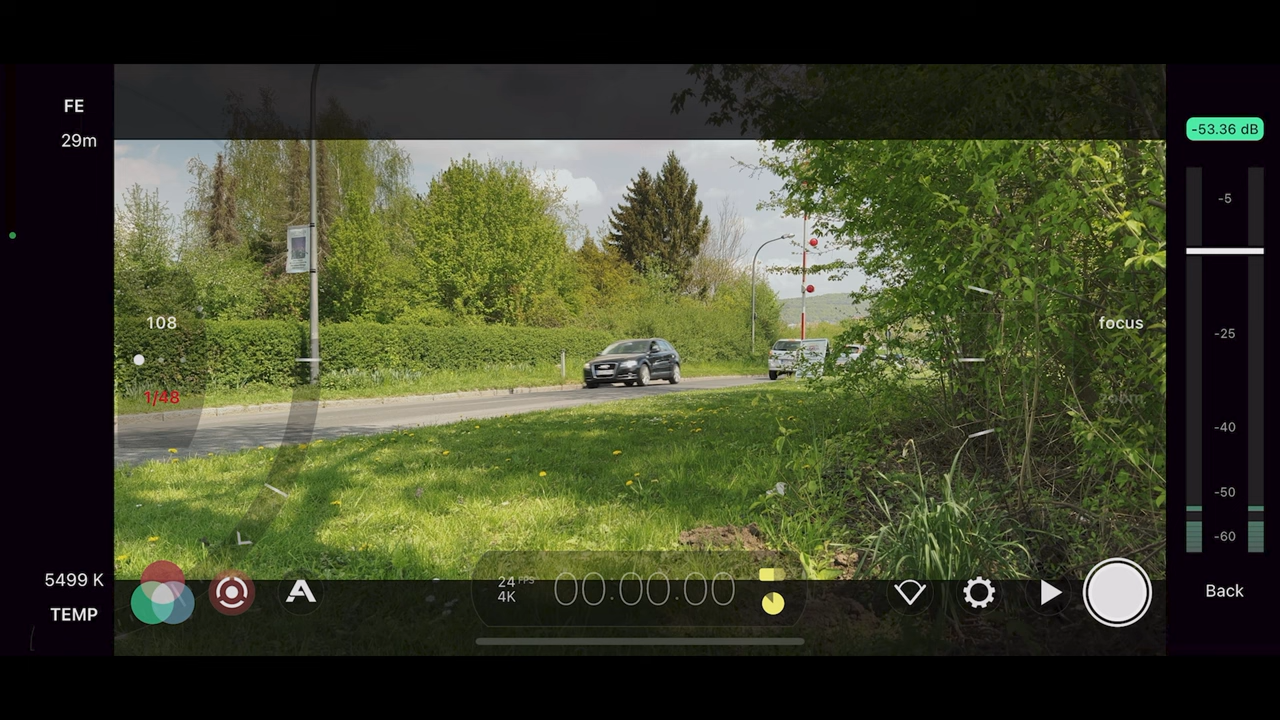 FE
29m
-53.36 dB
-5
108
focus
-25
1/48
zoom
-40
-50
-60
5499 K
TEMP
24 FPS
4K
00:00:00
Back